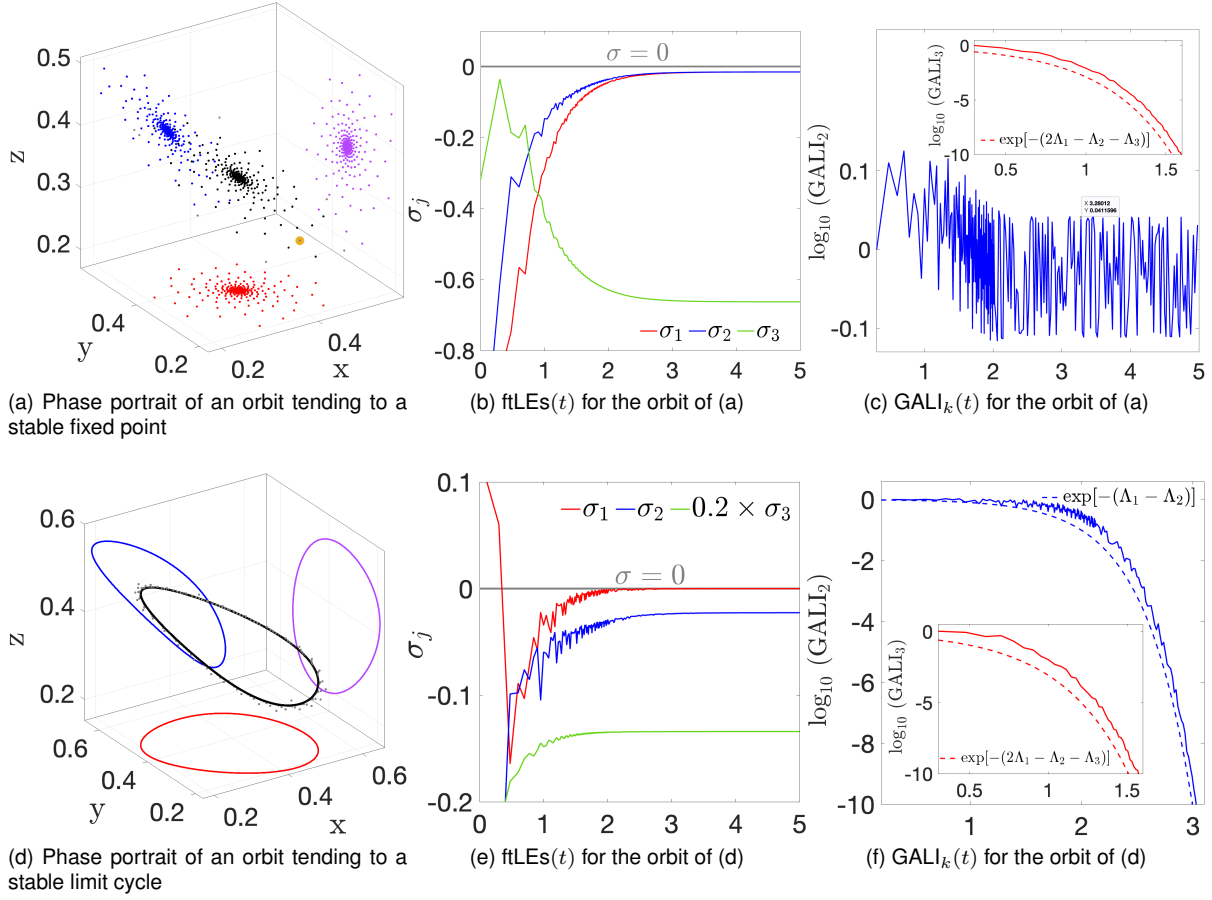 0.5
0.4
z
0.3
0.2
0.4
y
0.2
0.2
x
0.4
(a) Phase portrait of an orbit tending to a
stable fixed point
0
-0.2
σj
-0.4
-0.6
-0.8
σ = 0
σ1 σ2 σ3
0 1 2 3 4 5
(b) ftLEs(t) for the orbit of (a)
log10 (GALI2)
0.1
0
-0.1
log10 (GALI3)
0
-5
-10
exp[-(2Λ1 - Λ2 - Λ3)]
0.5 1 1.5
X 3.28012
Y 0.0411596
1 2 3 4 5
(c) GALIk(t) for the orbit of (a)
0.6
0.4
z
0.2
0.6
0.4
y
0.2
0.2
0.4
x
0.6
(d) Phase portrait of an orbit tending to a
stable limit cycle
0.1
0
σj
-0.1
-0.2
σ1 σ2 0.2 × σ3
σ = 0
0 1 2 3 4 5
(e) ftLEs(t) for the orbit of (d)
log10 (GALI2)
0
-2
-4
-6
-8
-10
exp[-(Λ1 - Λ2)]
log10 (GALI3)
0
-5
-10
exp[-(2Λ1 - Λ2 - Λ3)]
0.5 1 1.5
1 2 3
(f) GALIk(t) for the orbit of (d)